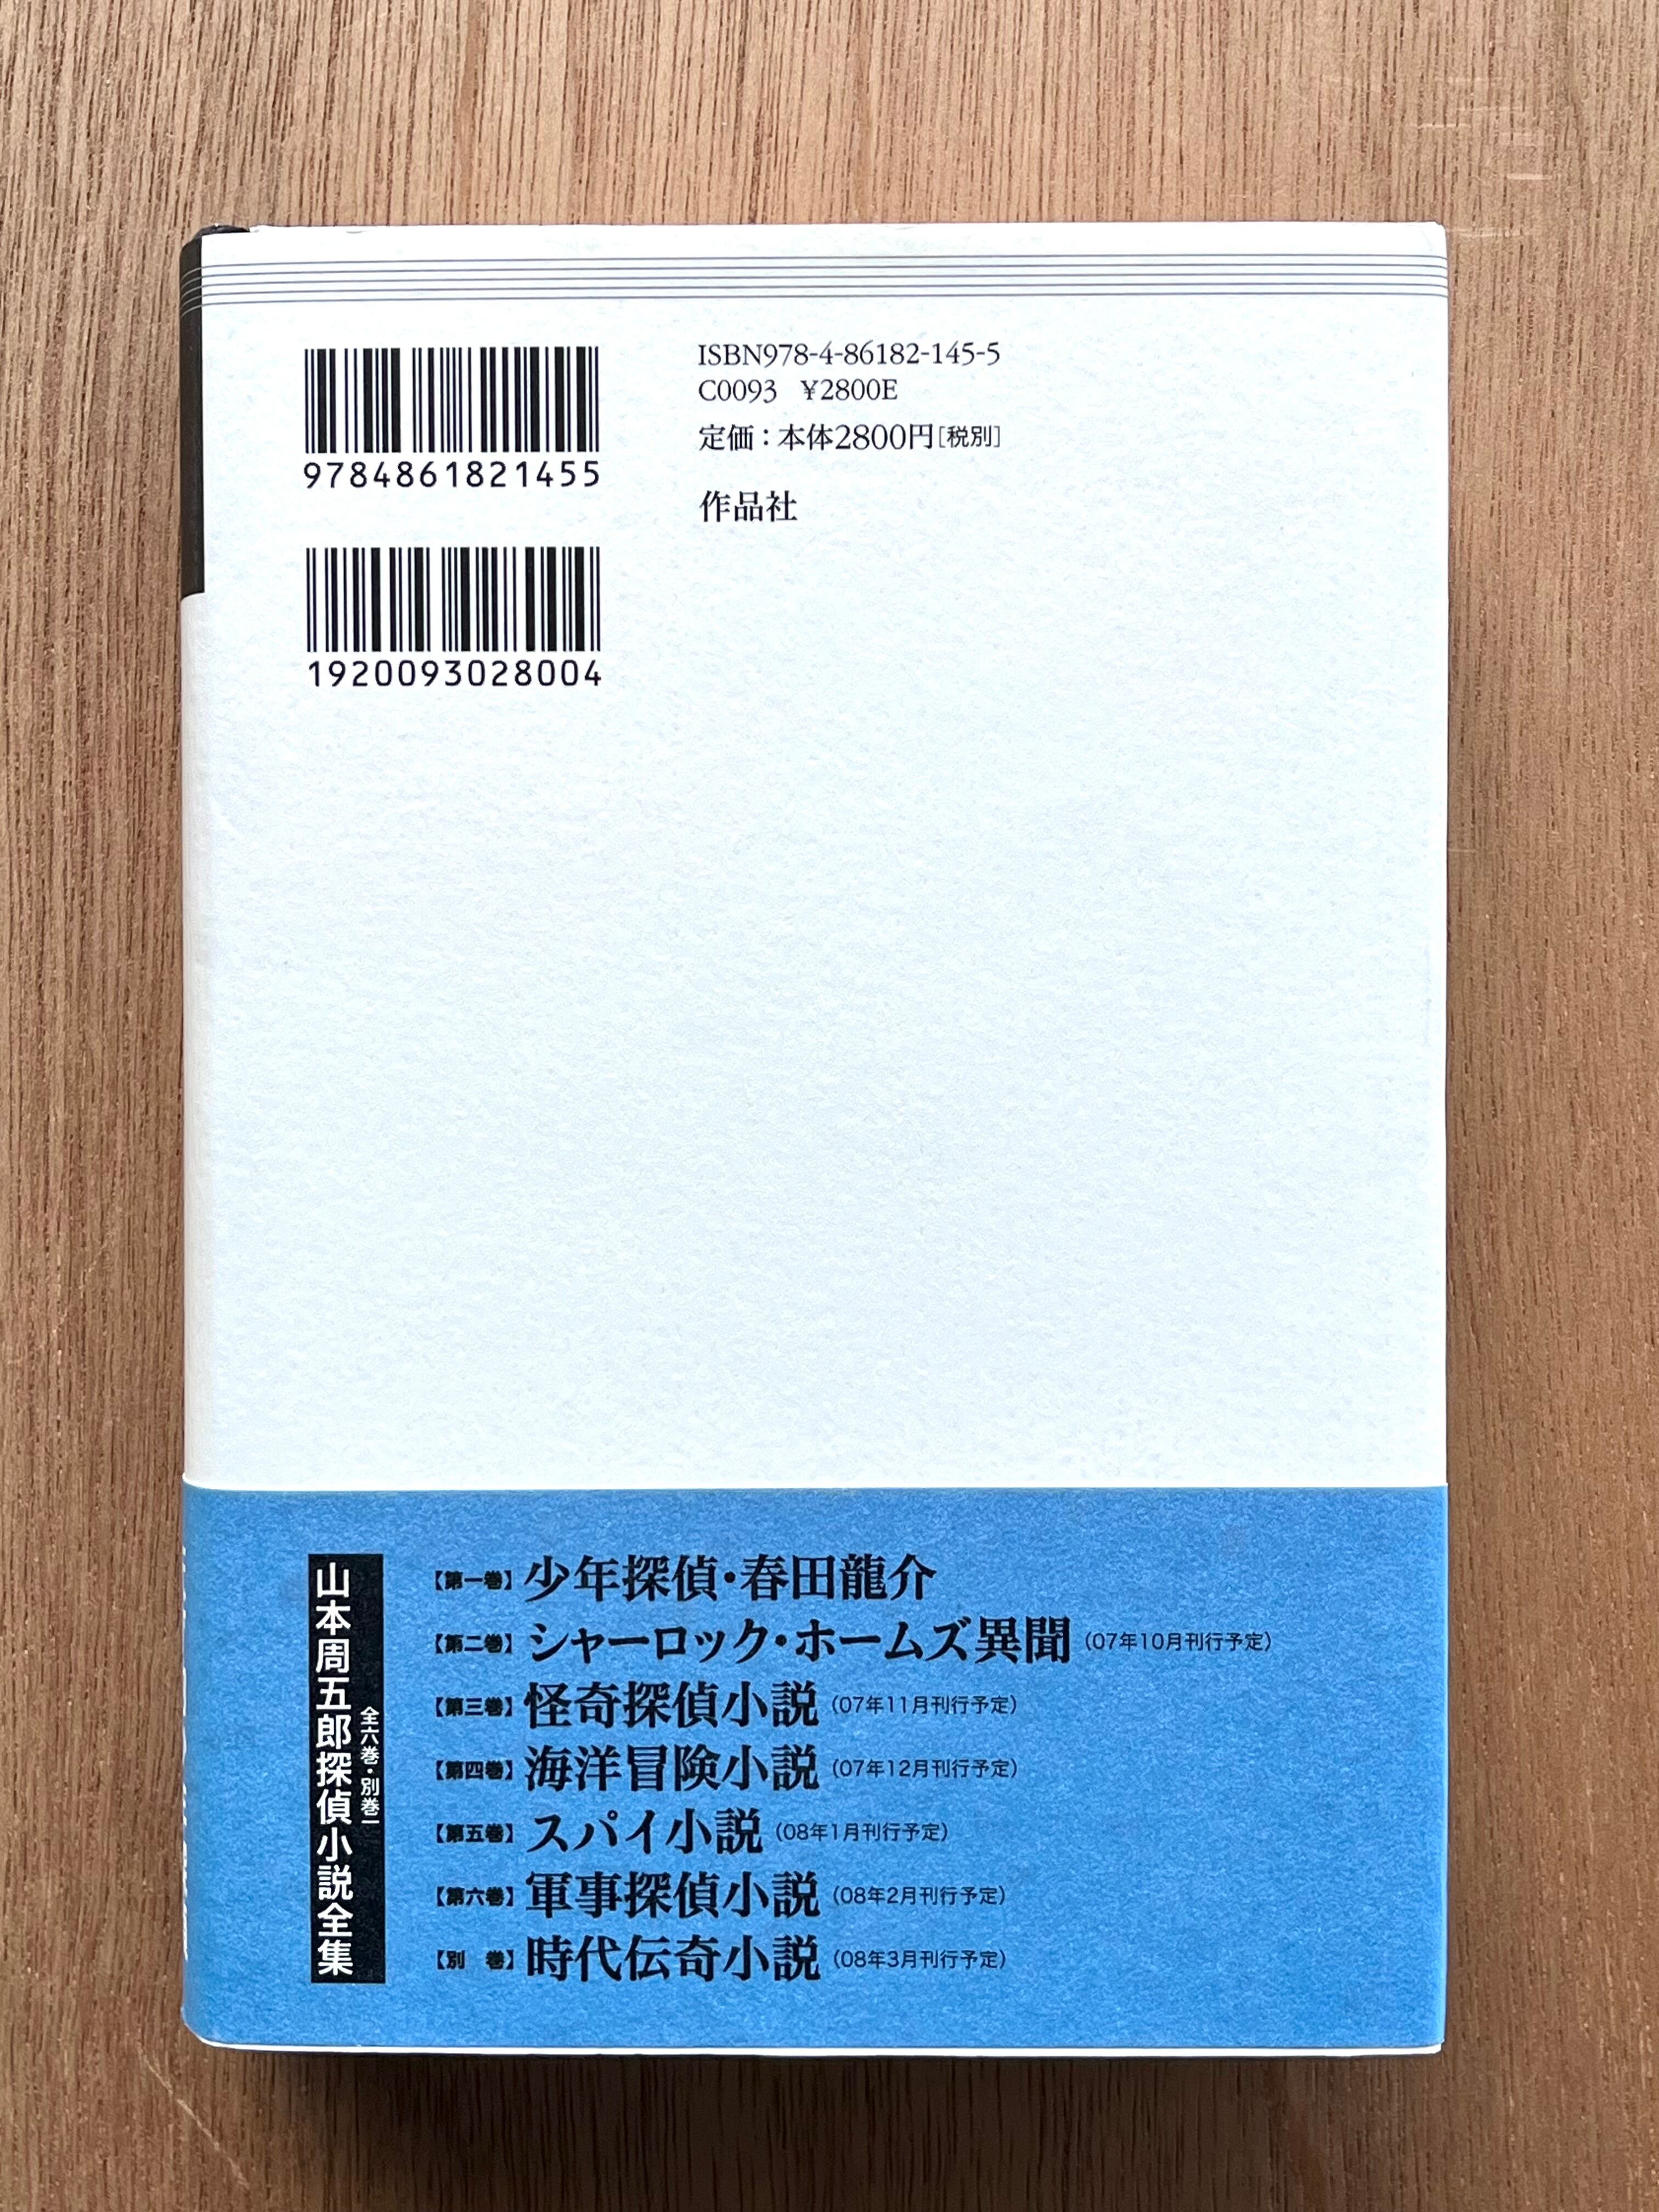 ISBN978-4-86182-145-5
C0093 ¥2800E
定価：本体2800円[税別]
作品社
9784861821455
1920093028004
山本周五郎探偵小説全集
全六巻・別巻一
【第一巻】少年探偵・春田龍介
【第二巻】シャーロック・ホームズ異聞（07年10月刊行予定）
【第三巻】怪奇探偵小説（07年11月刊行予定）
【第四巻】海洋冒険小説（07年12月刊行予定）
【第五巻】スパイ小説（08年1月刊行予定）
【第六巻】軍事探偵小説（08年2月刊行予定）
【別　巻】時代伝奇小説（08年3月刊行予定）